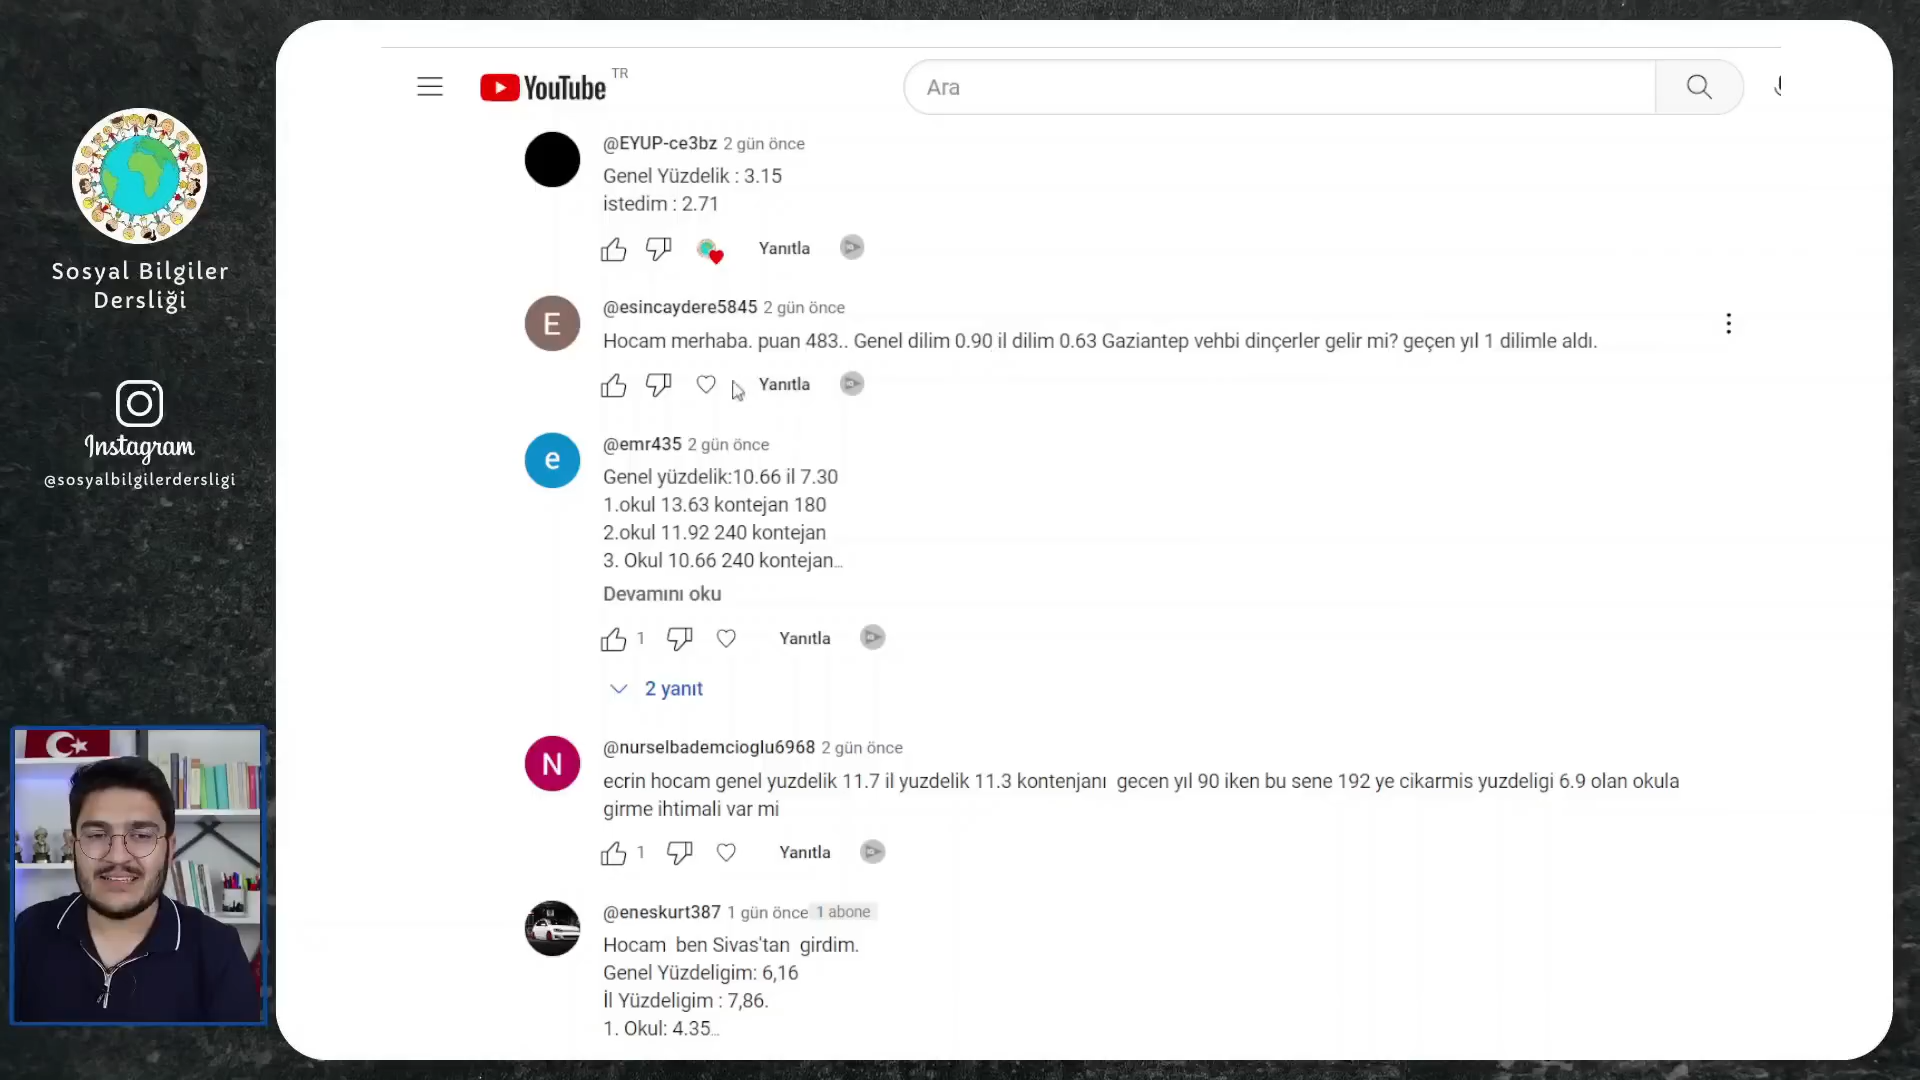 Sosyal Bilgiler
Dersliği
Instagram
@sosyalbilgilerdersligi
YouTube TR
Ara
@EYUP-ce3bz 2 gün önce
Genel Yüzdelik : 3.15
istedim : 2.71
Yanıtla
@esincaydere5845 2 gün önce
Hocam merhaba. puan 483.. Genel dilim 0.90 il dilim 0.63 Gaziantep vehbi dinçerler gelir mi? geçen yıl 1 dilimle aldı.
Yanıtla
@emr435 2 gün önce
Genel yüzdelik:10.66 il 7.30
1.okul 13.63 kontejan 180
2.okul 11.92 240 kontejan
3. Okul 10.66 240 kontejan...
Devamını oku
1 Yanıtla
2 yanıt
@nurselbademcioglu6968 2 gün önce
ecrin hocam genel yuzdelik 11.7 il yuzdelik 11.3 kontenjanı gecen yıl 90 iken bu sene 192 ye cikarmis yuzdeligi 6.9 olan okula
girme ihtimali var mi
1 Yanıtla
@eneskurt387 1 gün önce 1 abone
Hocam ben Sivas'tan girdim.
Genel Yüzdeligim: 6,16
İl Yüzdeligim : 7,86.
1. Okul: 4.35...